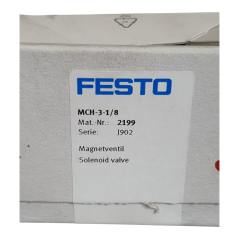 FESTO
MCH-3-1/8
Mat.-Nr.: 2199
Serie: J902
Magnetventil
Solenoid valve